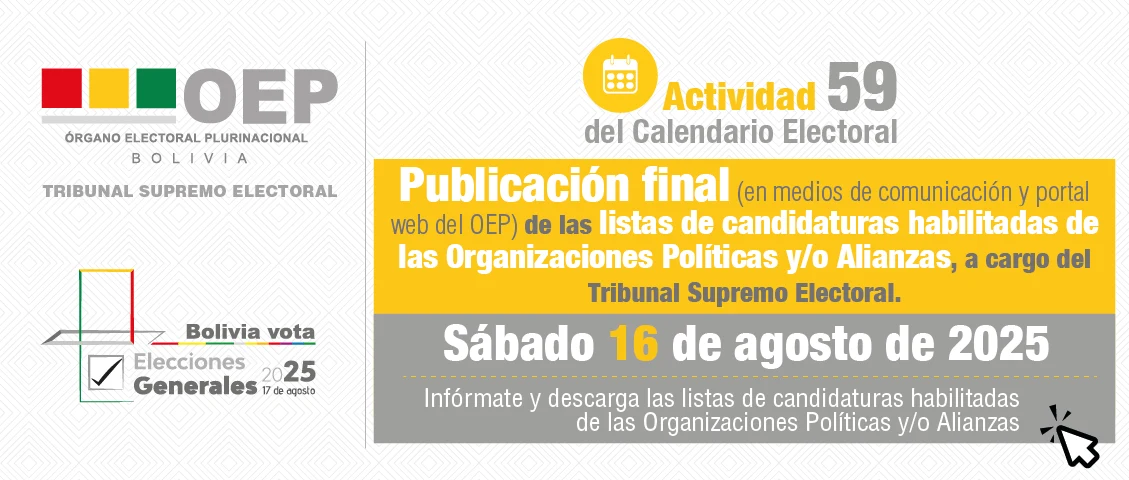 OEP
ÓRGANO ELECTORAL PLURINACIONAL
BOLIVIA
TRIBUNAL SUPREMO ELECTORAL
Bolivia vota
Elecciones
Generales 2025
17 de agosto
Actividad 59
del Calendario Electoral
Publicación final (en medios de comunicación y portal
web del OEP) de las listas de candidaturas habilitadas de
las Organizaciones Políticas y/o Alianzas, a cargo del
Tribunal Supremo Electoral.
Sábado 16 de agosto de 2025
Infórmate y descarga las listas de candidaturas habilitadas
de las Organizaciones Políticas y/o Alianzas